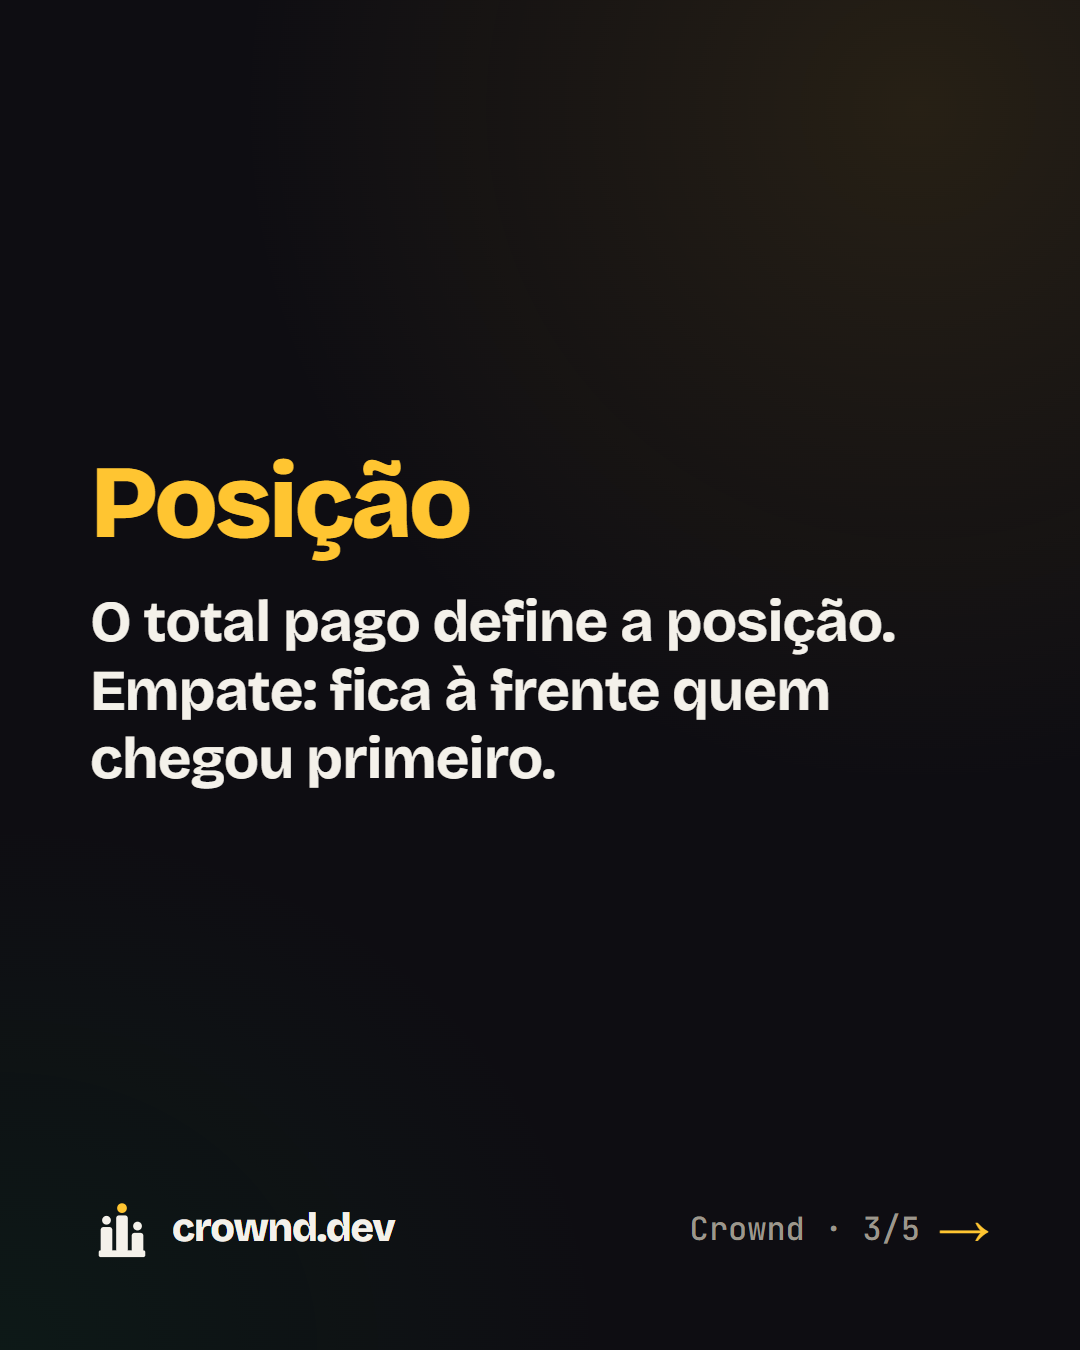 Posição
O total pago define a posição.
Empate: fica à frente quem
chegou primeiro.
crownd.dev
Crownd · 3/5 →